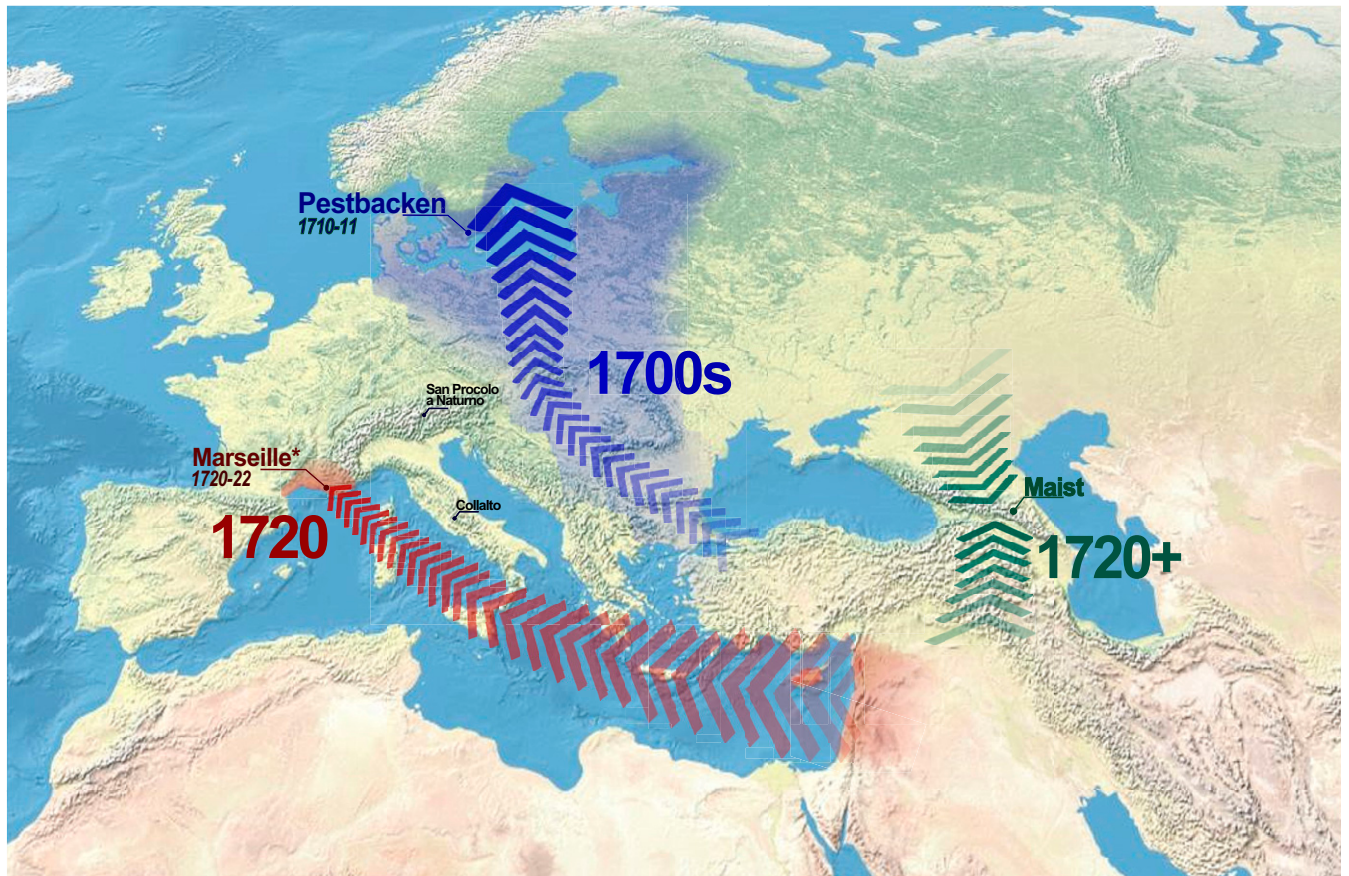 Pestbacken
1710-11
1700s
San Procolo
a Naturno
Marseille*
1720-22
1720
Collalto
Maist
1720+